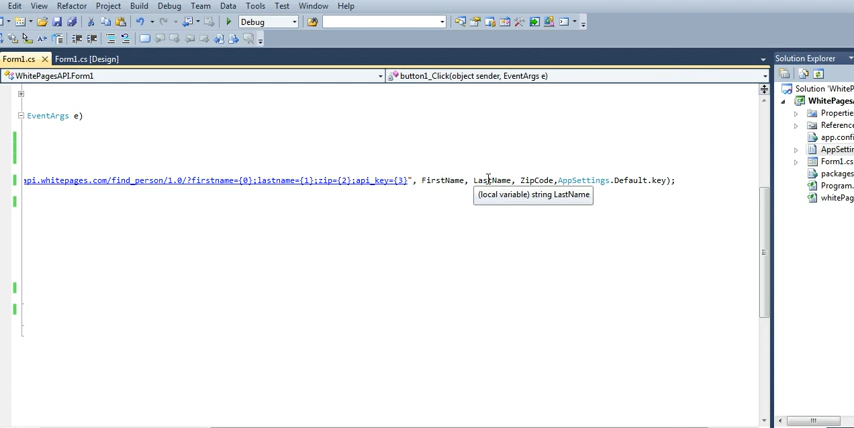 Edit View Refactor Project Build Debug Team Data Tools Test Window Help
Debug
Form1.cs X Form1.cs [Design]
Solution Explorer
WhitePagesAPI.Form1
button1_Click(object sender, EventArgs e)
Solution 'WhiteP
WhitePages
EventArgs e)
Properties
Reference
app.config
AppSetti
Form1.cs
packages
Program.
whitePag
api.whitepages.com/find_person/1.0/?firstname={0};lastname={1};zip={2};api_key={3}", FirstName, LastName, ZipCode,AppSettings.Default.key);
(local variable) string LastName